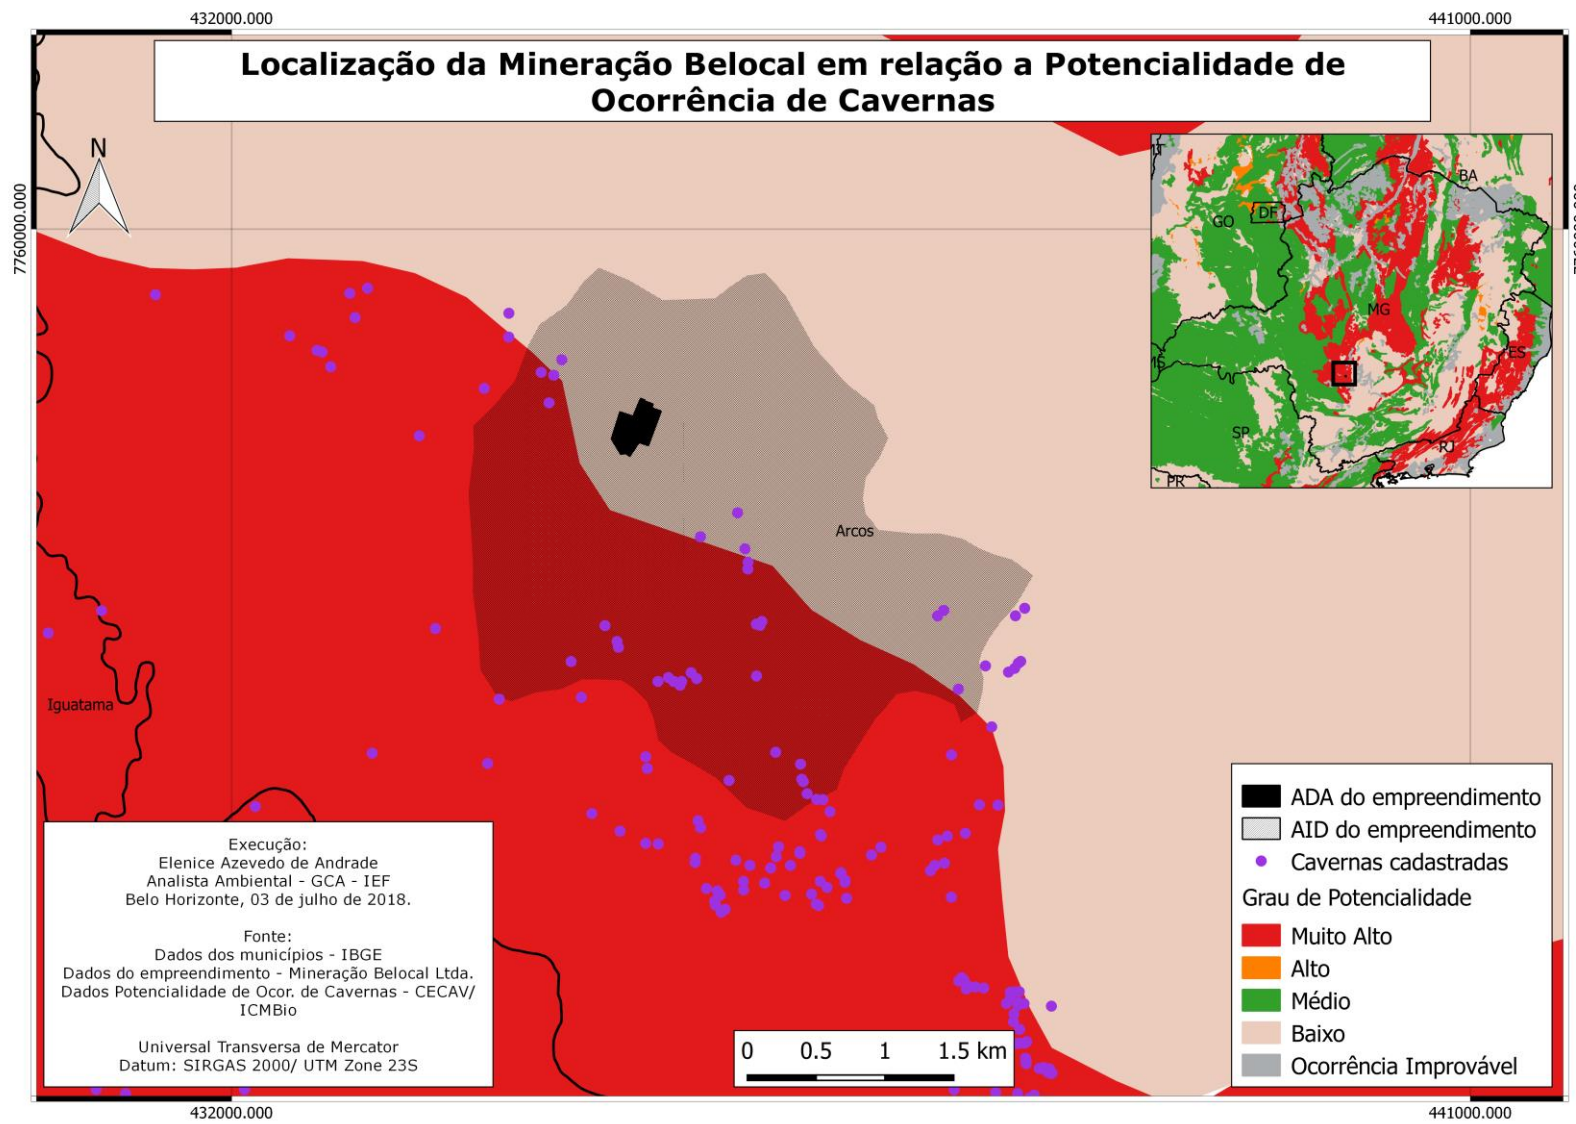 432000.000
441000.000
Localização da Mineração Belocal em relação a Potencialidade de
Ocorrência de Cavernas
N
7760000.000
7760000.000
MT
BA
GO
DF
MG
MS
ES
SP
RJ
PR
Arcos
Iguatama
ADA do empreendimento
AID do empreendimento
Cavernas cadastradas
Grau de Potencialidade
Muito Alto
Alto
Médio
Baixo
Ocorrência Improvável
Execução:
Elenice Azevedo de Andrade
Analista Ambiental - GCA - IEF
Belo Horizonte, 03 de julho de 2018.
Fonte:
Dados dos municípios - IBGE
Dados do empreendimento - Mineração Belocal Ltda.
Dados Potencialidade de Ocor. de Cavernas - CECAV/
ICMBio
Universal Transversa de Mercator
Datum: SIRGAS 2000/ UTM Zone 23S
0 0.5 1 1.5 km
432000.000
441000.000